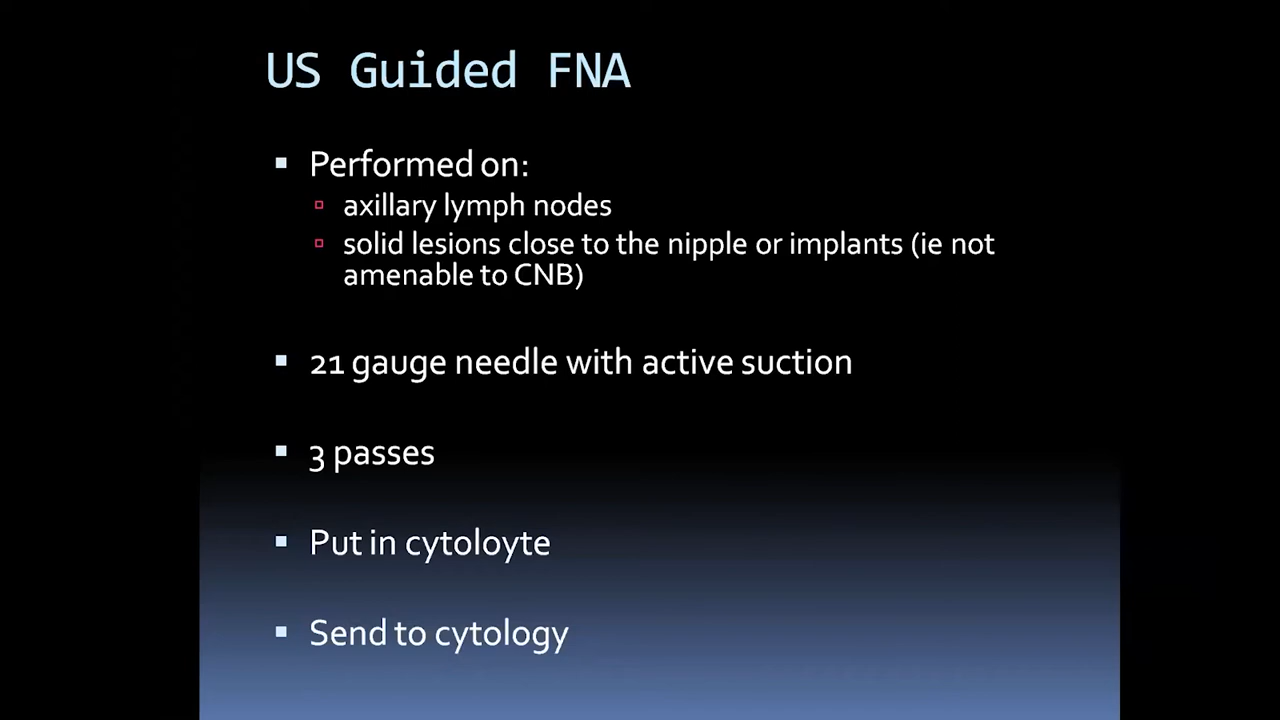 US Guided FNA
Performed on:
axillary lymph nodes
solid lesions close to the nipple or implants (ie not
amenable to CNB)
21 gauge needle with active suction
3 passes
Put in cytoloyte
Send to cytology